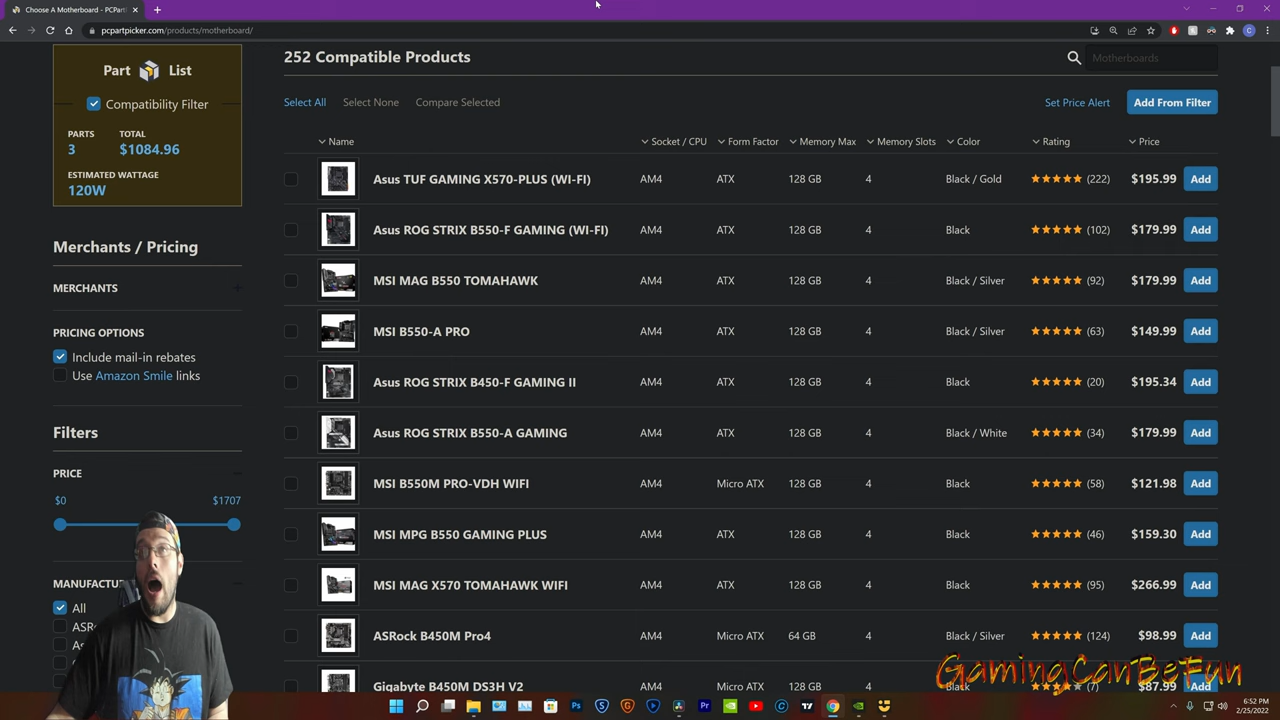 Choose A Motherboard - PCPartP
pcpartpicker.com/products/motherboard/
Part List
Compatibility Filter
PARTS TOTAL
3 $1084.96
ESTIMATED WATTAGE
120W
Merchants / Pricing
MERCHANTS
PRICING OPTIONS
Include mail-in rebates
Use Amazon Smile links
Filters
PRICE
$0 $1707
MANUFACTU
All
ASR
252 Compatible Products
Motherboards
Select All Select None Compare Selected Set Price Alert Add From Filter
Name Socket / CPU Form Factor Memory Max Memory Slots Color Rating Price
Asus TUF GAMING X570-PLUS (WI-FI) AM4 ATX 128 GB 4 Black / Gold (222) $195.99 Add
Asus ROG STRIX B550-F GAMING (WI-FI) AM4 ATX 128 GB 4 Black (102) $179.99 Add
MSI MAG B550 TOMAHAWK AM4 ATX 128 GB 4 Black / Silver (92) $179.99 Add
MSI B550-A PRO AM4 ATX 128 GB 4 Black / Silver (63) $149.99 Add
Asus ROG STRIX B450-F GAMING II AM4 ATX 128 GB 4 Black (20) $195.34 Add
Asus ROG STRIX B550-A GAMING AM4 ATX 128 GB 4 Black / White (34) $179.99 Add
MSI B550M PRO-VDH WIFI AM4 Micro ATX 128 GB 4 Black (58) $121.98 Add
MSI MPG B550 GAMING PLUS AM4 ATX 128 GB 4 Black (46) $159.30 Add
MSI MAG X570 TOMAHAWK WIFI AM4 ATX 128 GB 4 Black (95) $266.99 Add
ASRock B450M Pro4 AM4 Micro ATX 64 GB 4 Black / Silver (124) $98.99 Add
Gigabyte B450M DS3H V2 AM4 Micro ATX 128 GB 4 Black (7) $87.99 Add
GamingCanBeFun
6:52 PM
2/25/2022